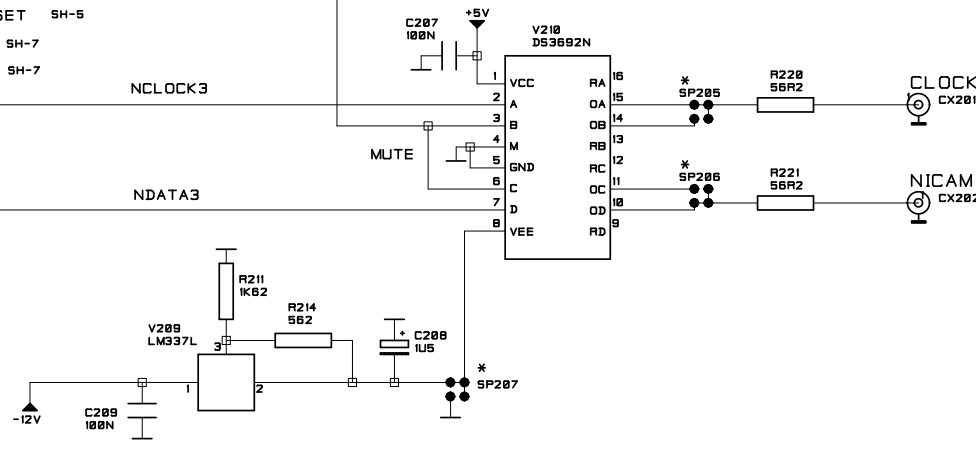 SET SH-5
SH-7
SH-7
NCLOCK3
MUTE
NDATA3
+5V
C207
100N
V210
DS3692N
1 VCC RA 16
2 A OA 15
3 B OB 14
4 M RB 13
5 GND RC 12
6 C OC 11
7 D OD 10
8 VEE RD 9
*
SP205
R220
56R2
CLOCK
1
CX201
*
SP206
R221
56R2
NICAM
1
CX202
R211
1K62
R214
562
V209
LM337L
3
1
2
C208
+
1U5
*
SP207
-12V
C209
100N